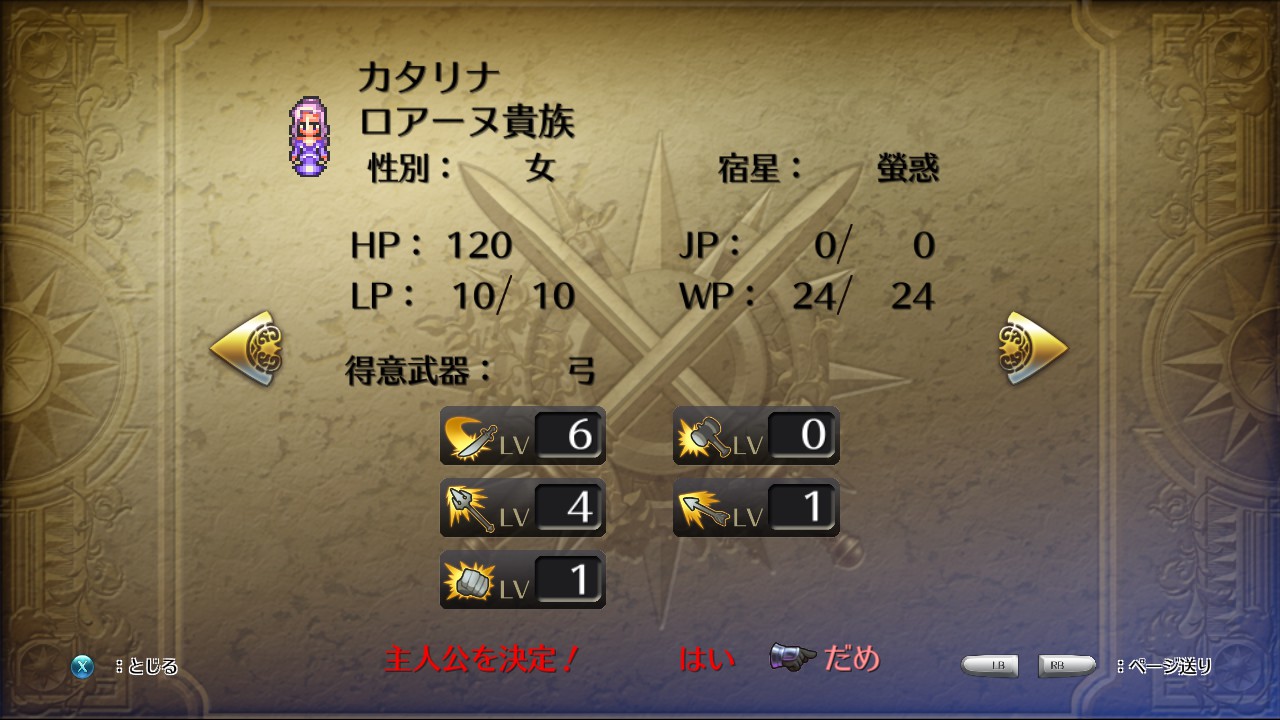 カタリナ
ロアーヌ貴族
性別： 女 宿星： 螢惑
HP： 120 JP： 0/ 0
LP： 10/ 10 WP： 24/ 24
得意武器： 弓
LV 6 LV 0
LV 4 LV 1
LV 1
主人公を決定！ はい だめ
X ：とじる LB RB ：ページ送り